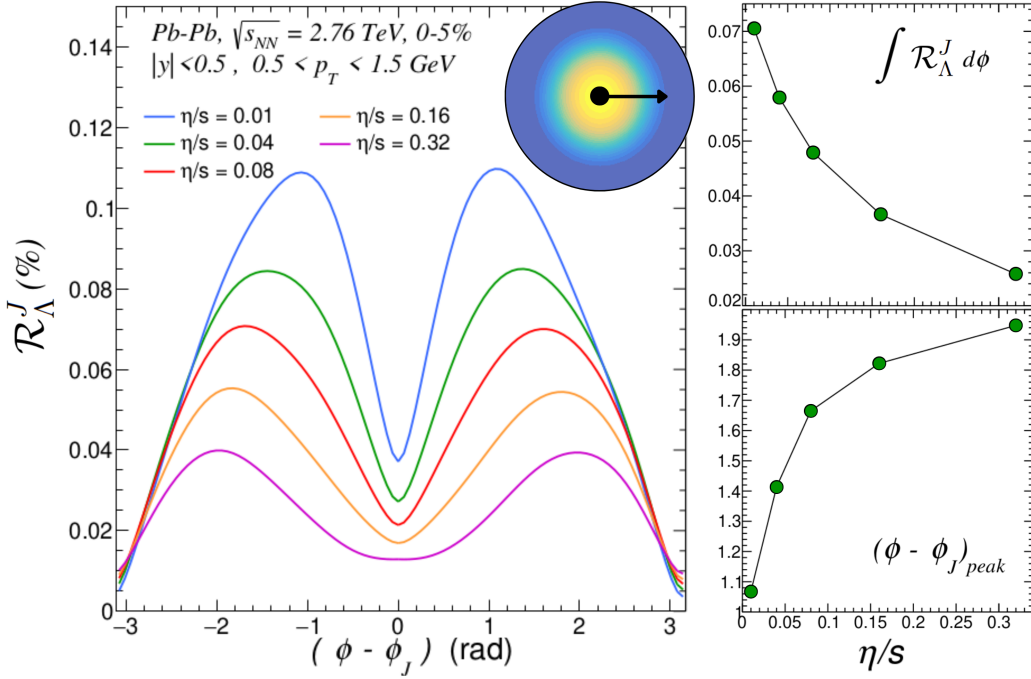 Pb-Pb, √s_NN = 2.76 TeV, 0-5%
|y| <0.5 , 0.5 < p_T < 1.5 GeV
η/s = 0.01
η/s = 0.04
η/s = 0.08
η/s = 0.16
η/s = 0.32
ℛ_Λ^J (%)
0.14
0.12
0.1
0.08
0.06
0.04
0.02
0
−3 −2 −1 0 1 2 3
( ϕ - ϕ_J ) (rad)
∫ ℛ_Λ^J dϕ
0.07
0.06
0.05
0.04
0.03
0.02
(ϕ - ϕ_J)_peak
1.9
1.8
1.7
1.6
1.5
1.4
1.3
1.2
1.1
1
0 0.05 0.1 0.15 0.2 0.25 0.3
η/s